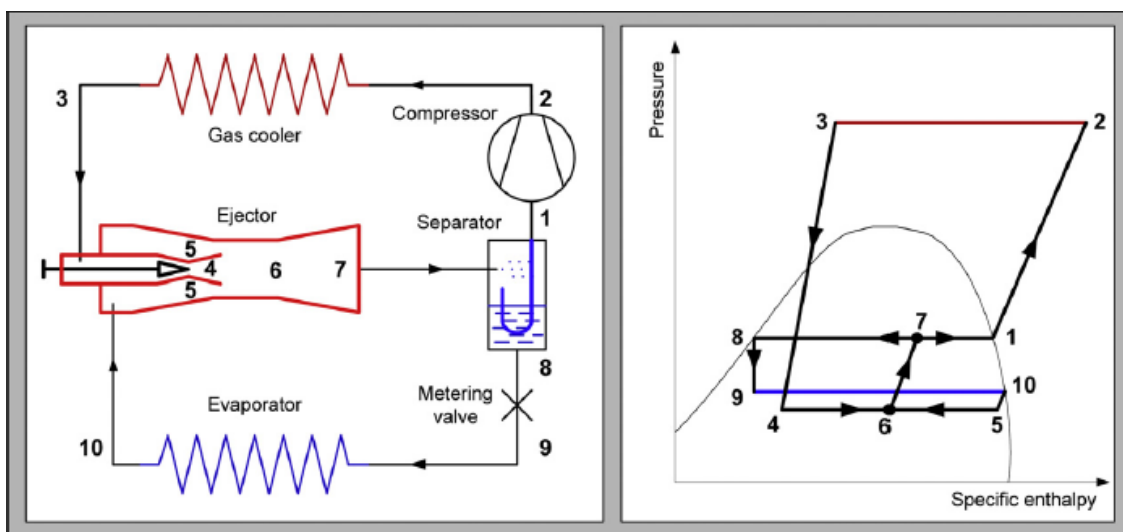 3
2
Gas cooler
Compressor
Ejector
Separator
1
5
4
6
7
5
8
Metering
valve
Evaporator
10
9
Pressure
3
2
7
8
1
10
9
4
6
5
Specific enthalpy